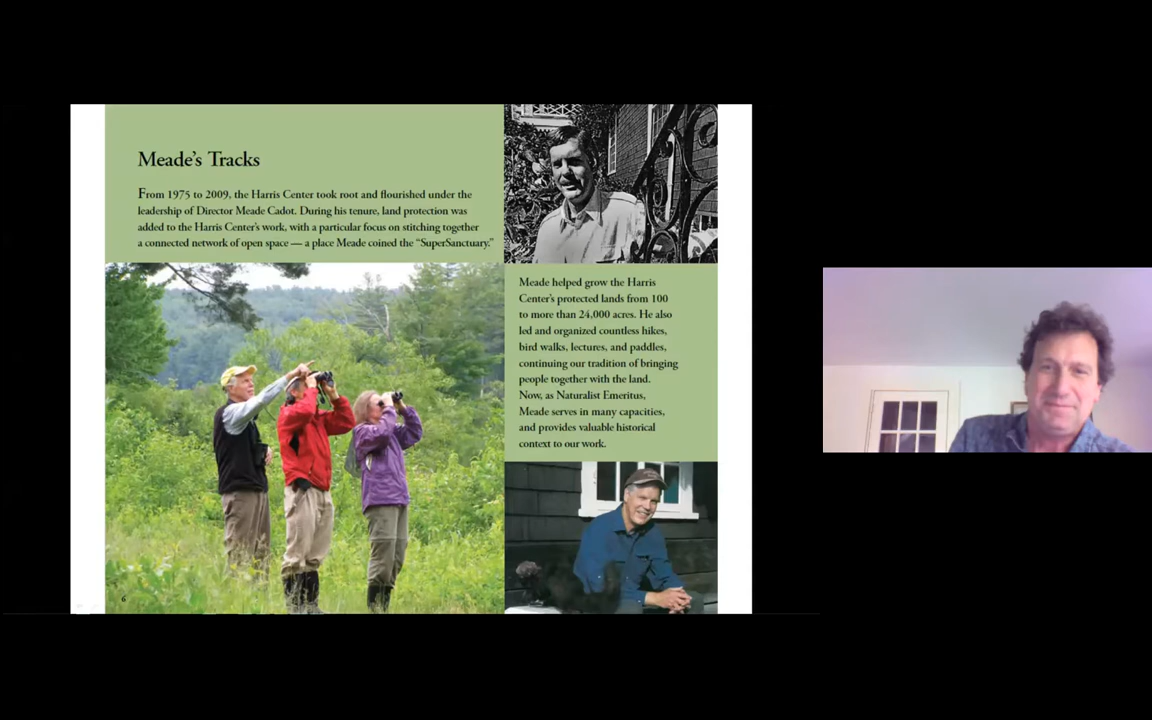 Meade's Tracks
From 1975 to 2009, the Harris Center took root and flourished under the
leadership of Director Meade Cadot. During his tenure, land protection was
added to the Harris Center's work, with a particular focus on stitching together
a connected network of open space — a place Meade coined the “SuperSanctuary.”
Meade helped grow the Harris
Center's protected lands from 100
to more than 24,000 acres. He also
led and organized countless hikes,
bird walks, lectures, and paddles,
continuing our tradition of bringing
people together with the land.
Now, as Naturalist Emeritus,
Meade serves in many capacities,
and provides valuable historical
context to our work.
6